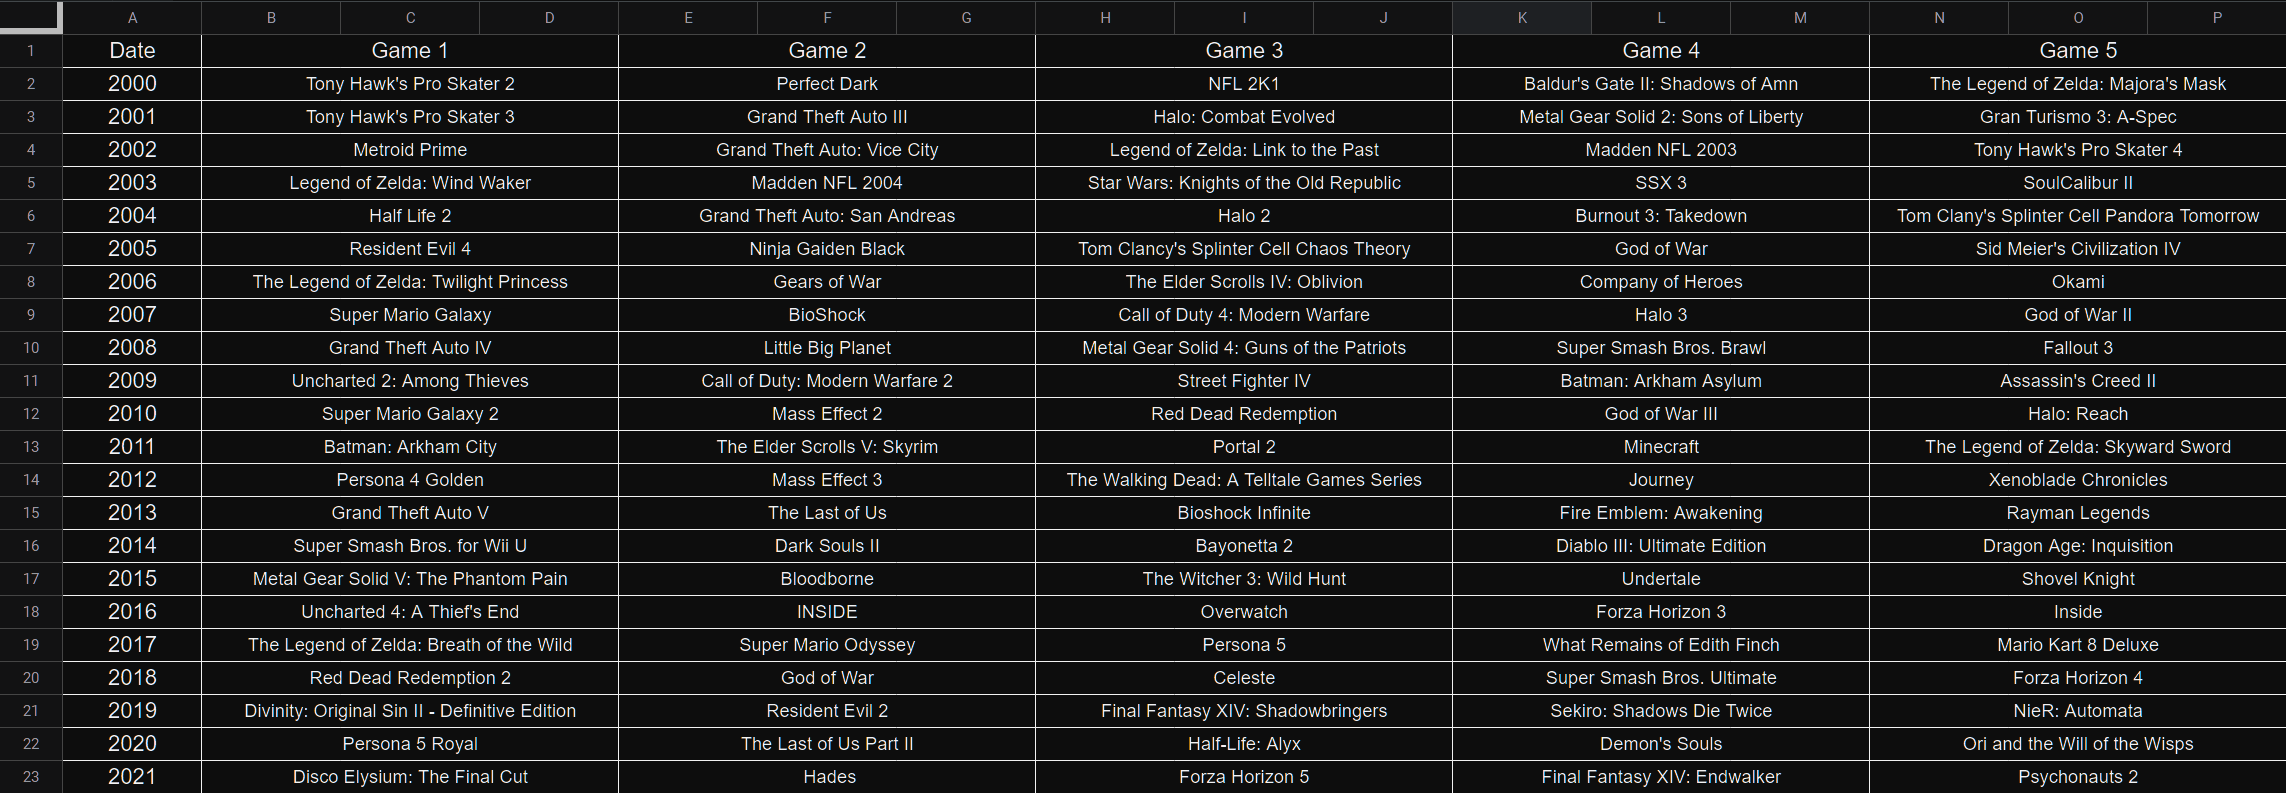 A B C D E F G H I J K L M N O P
1 Date Game 1 Game 2 Game 3 Game 4 Game 5
2 2000 Tony Hawk's Pro Skater 2 Perfect Dark NFL 2K1 Baldur's Gate II: Shadows of Amn The Legend of Zelda: Majora's Mask
3 2001 Tony Hawk's Pro Skater 3 Grand Theft Auto III Halo: Combat Evolved Metal Gear Solid 2: Sons of Liberty Gran Turismo 3: A-Spec
4 2002 Metroid Prime Grand Theft Auto: Vice City Legend of Zelda: Link to the Past Madden NFL 2003 Tony Hawk's Pro Skater 4
5 2003 Legend of Zelda: Wind Waker Madden NFL 2004 Star Wars: Knights of the Old Republic SSX 3 SoulCalibur II
6 2004 Half Life 2 Grand Theft Auto: San Andreas Halo 2 Burnout 3: Takedown Tom Clany's Splinter Cell Pandora Tomorrow
7 2005 Resident Evil 4 Ninja Gaiden Black Tom Clancy's Splinter Cell Chaos Theory God of War Sid Meier's Civilization IV
8 2006 The Legend of Zelda: Twilight Princess Gears of War The Elder Scrolls IV: Oblivion Company of Heroes Okami
9 2007 Super Mario Galaxy BioShock Call of Duty 4: Modern Warfare Halo 3 God of War II
10 2008 Grand Theft Auto IV Little Big Planet Metal Gear Solid 4: Guns of the Patriots Super Smash Bros. Brawl Fallout 3
11 2009 Uncharted 2: Among Thieves Call of Duty: Modern Warfare 2 Street Fighter IV Batman: Arkham Asylum Assassin's Creed II
12 2010 Super Mario Galaxy 2 Mass Effect 2 Red Dead Redemption God of War III Halo: Reach
13 2011 Batman: Arkham City The Elder Scrolls V: Skyrim Portal 2 Minecraft The Legend of Zelda: Skyward Sword
14 2012 Persona 4 Golden Mass Effect 3 The Walking Dead: A Telltale Games Series Journey Xenoblade Chronicles
15 2013 Grand Theft Auto V The Last of Us Bioshock Infinite Fire Emblem: Awakening Rayman Legends
16 2014 Super Smash Bros. for Wii U Dark Souls II Bayonetta 2 Diablo III: Ultimate Edition Dragon Age: Inquisition
17 2015 Metal Gear Solid V: The Phantom Pain Bloodborne The Witcher 3: Wild Hunt Undertale Shovel Knight
18 2016 Uncharted 4: A Thief's End INSIDE Overwatch Forza Horizon 3 Inside
19 2017 The Legend of Zelda: Breath of the Wild Super Mario Odyssey Persona 5 What Remains of Edith Finch Mario Kart 8 Deluxe
20 2018 Red Dead Redemption 2 God of War Celeste Super Smash Bros. Ultimate Forza Horizon 4
21 2019 Divinity: Original Sin II - Definitive Edition Resident Evil 2 Final Fantasy XIV: Shadowbringers Sekiro: Shadows Die Twice NieR: Automata
22 2020 Persona 5 Royal The Last of Us Part II Half-Life: Alyx Demon's Souls Ori and the Will of the Wisps
23 2021 Disco Elysium: The Final Cut Hades Forza Horizon 5 Final Fantasy XIV: Endwalker Psychonauts 2